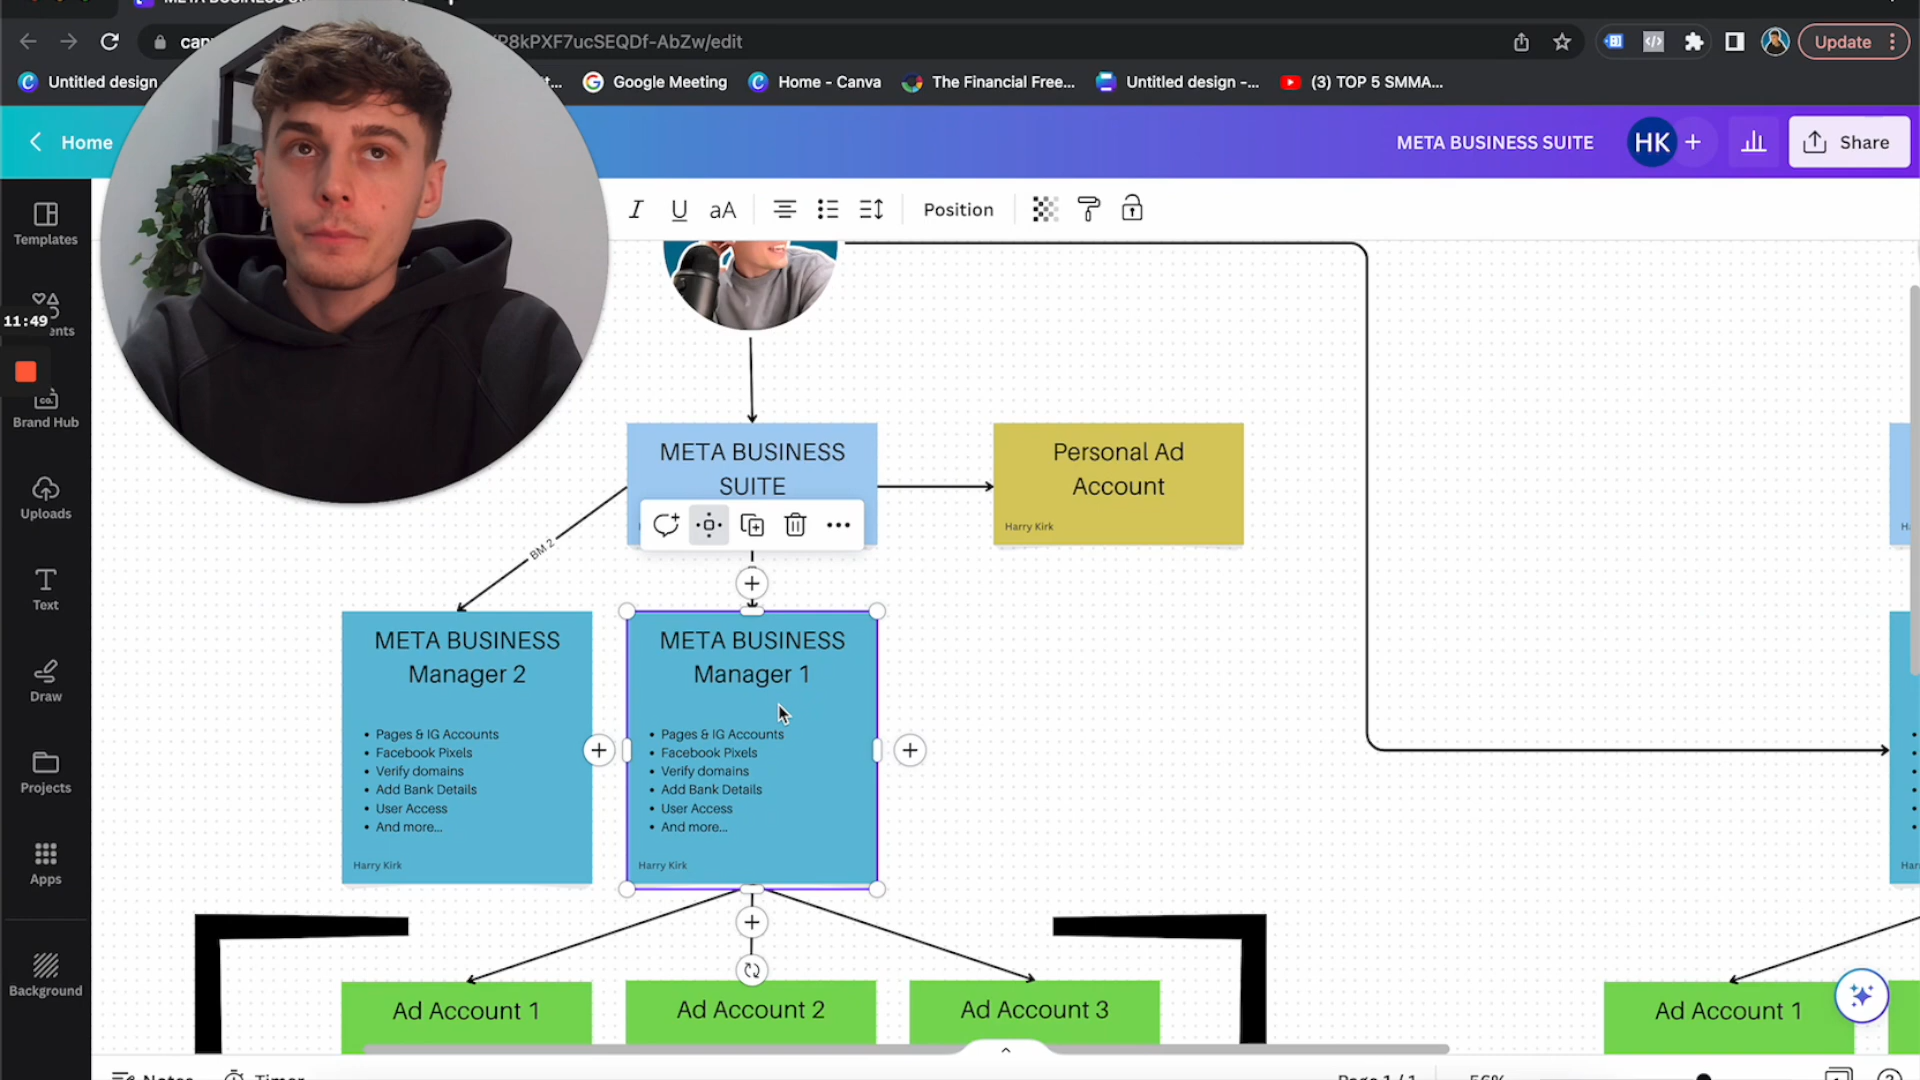 META BUSINESS SU
P8kPXF7ucSEQDf-AbZw/edit
Update
Untitled design
Google Meeting
Home - Canva
The Financial Free...
Untitled design -...
(3) TOP 5 SMMA...
Home
META BUSINESS SUITE
HK
Share
Templates
aA
Position
11:49
ents
Brand Hub
Uploads
Text
Draw
Projects
Apps
Background
META BUSINESS
SUITE
Personal Ad
Account
Harry Kirk
BM 2
META BUSINESS
Manager 2
Pages & IG Accounts
Facebook Pixels
Verify domains
Add Bank Details
User Access
And more...
Harry Kirk
META BUSINESS
Manager 1
Pages & IG Accounts
Facebook Pixels
Verify domains
Add Bank Details
User Access
And more...
Harry Kirk
Ad Account 1
Ad Account 2
Ad Account 3
Ad Account 1
Notes
Timer
Page 1 / 1
56%